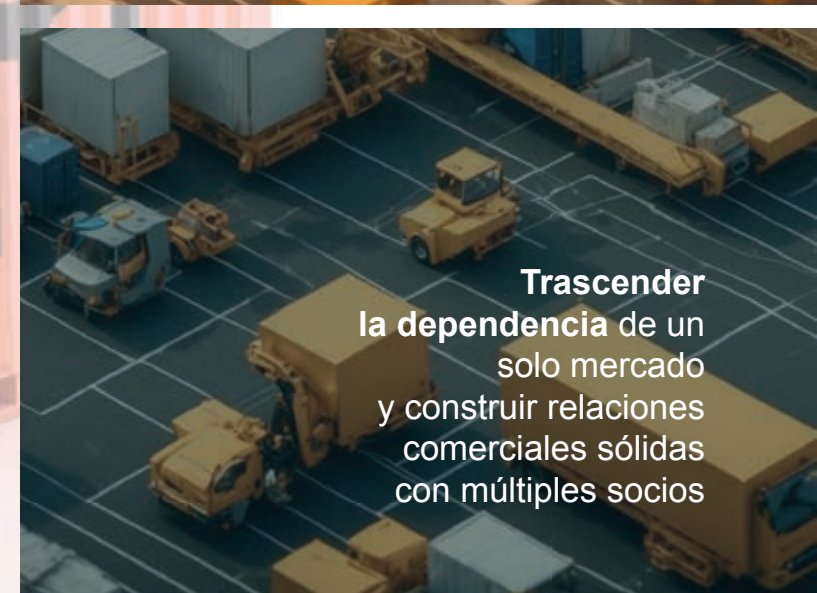 Trascender
la dependencia de un
solo mercado
y construir relaciones
comerciales sólidas
con múltiples socios